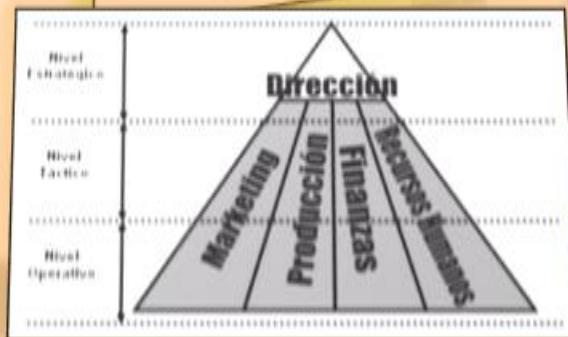 Nivel
Estratégico
Dirección
Nivel
Táctico
Nivel
Operativo
Marketing
Producción
Finanzas
Recursos Humanos